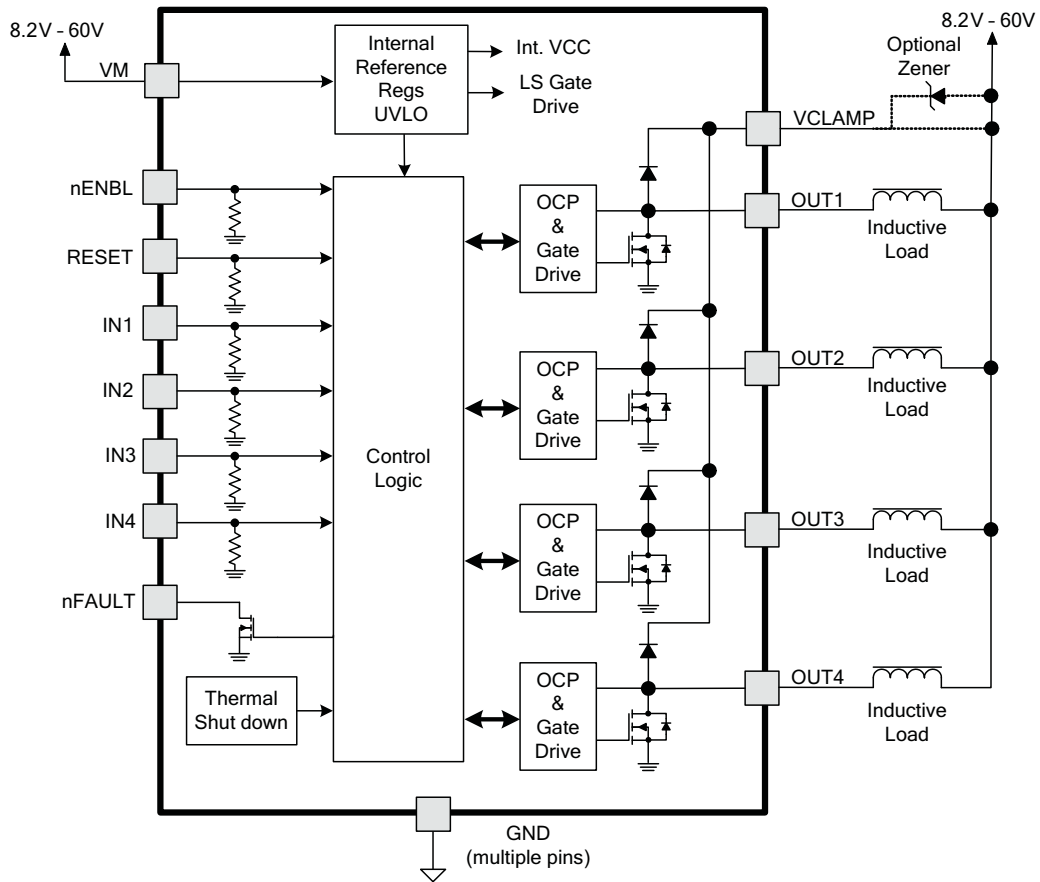 8.2V - 60V
VM
Internal
Reference
Regs
UVLO
Int. VCC
LS Gate
Drive
8.2V - 60V
Optional
Zener
VCLAMP
nENBL
RESET
IN1
IN2
IN3
IN4
nFAULT
Thermal
Shut down
Control
Logic
OCP
&
Gate
Drive
OUT1
Inductive
Load
OCP
&
Gate
Drive
OUT2
Inductive
Load
OCP
&
Gate
Drive
OUT3
Inductive
Load
OCP
&
Gate
Drive
OUT4
Inductive
Load
GND
(multiple pins)